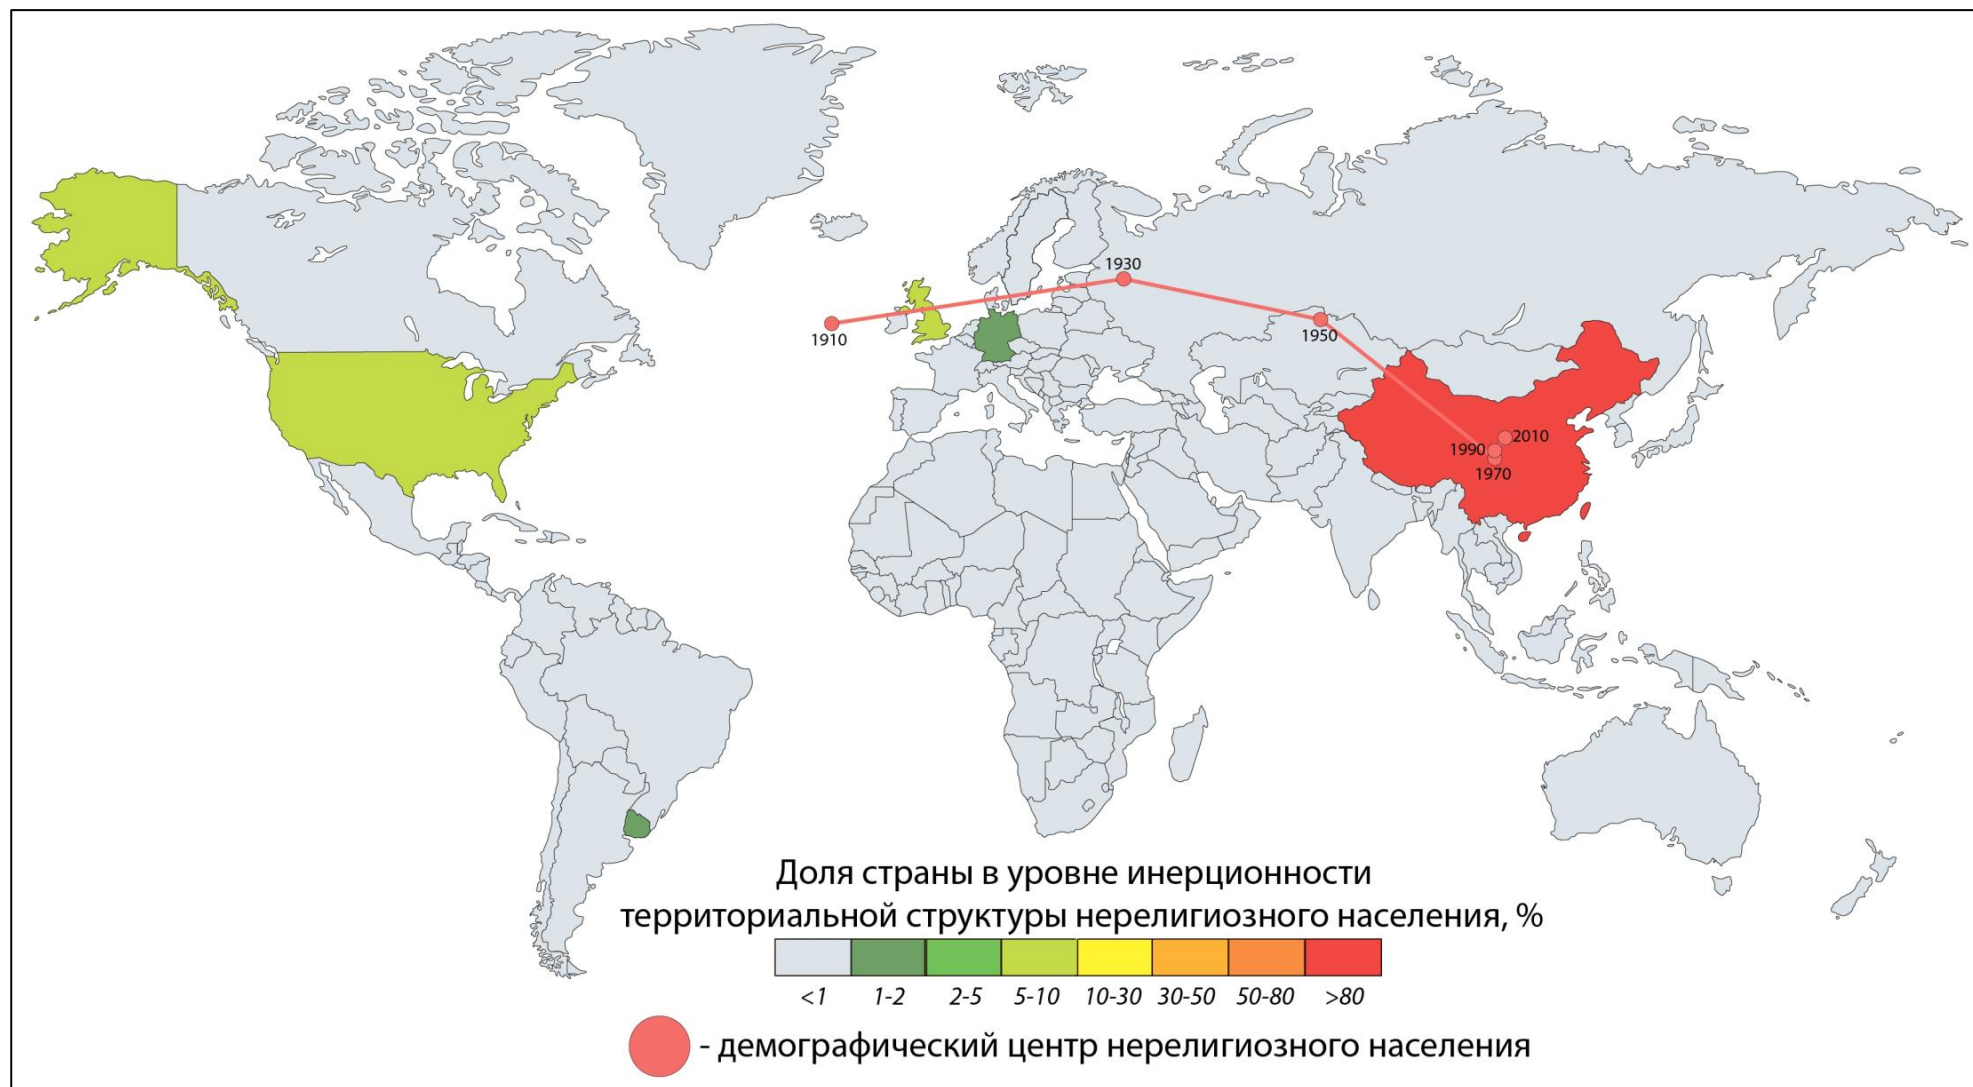 1930
1910
1950
2010
1990
1970
Доля страны в уровне инерционности
территориальной структуры нерелигиозного населения, %
<1 1-2 2-5 5-10 10-30 30-50 50-80 >80
- демографический центр нерелигиозного населения